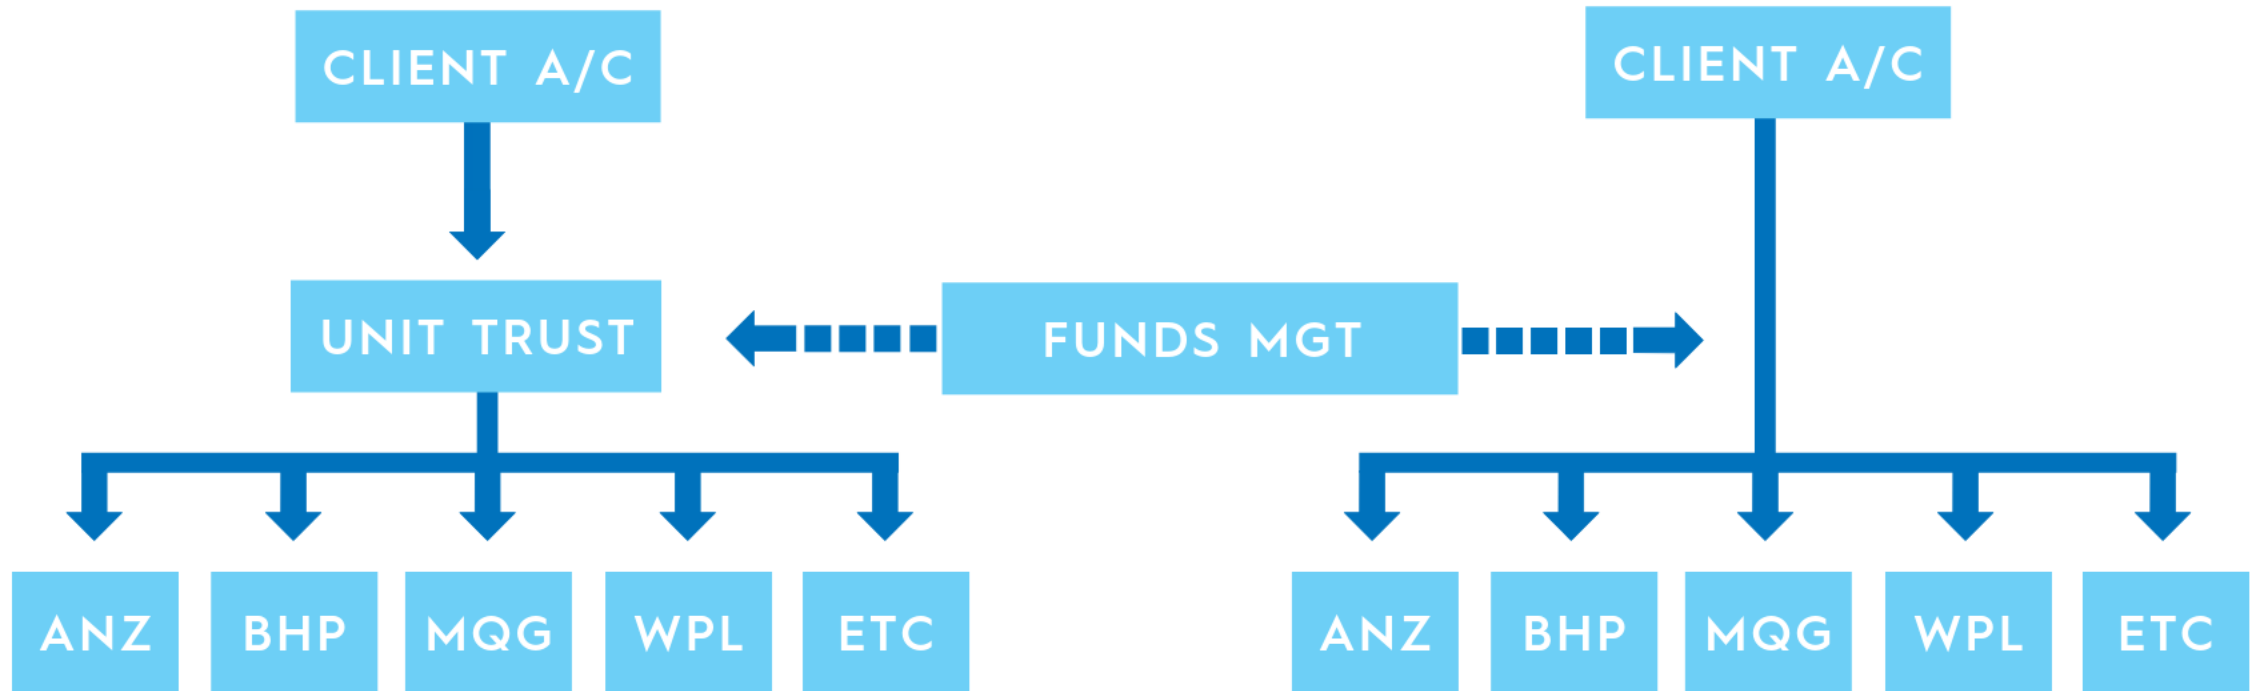 CLIENT A/C
CLIENT A/C
UNIT TRUST
FUNDS MGT
ANZ
BHP
MQG
WPL
ETC
ANZ
BHP
MQG
WPL
ETC